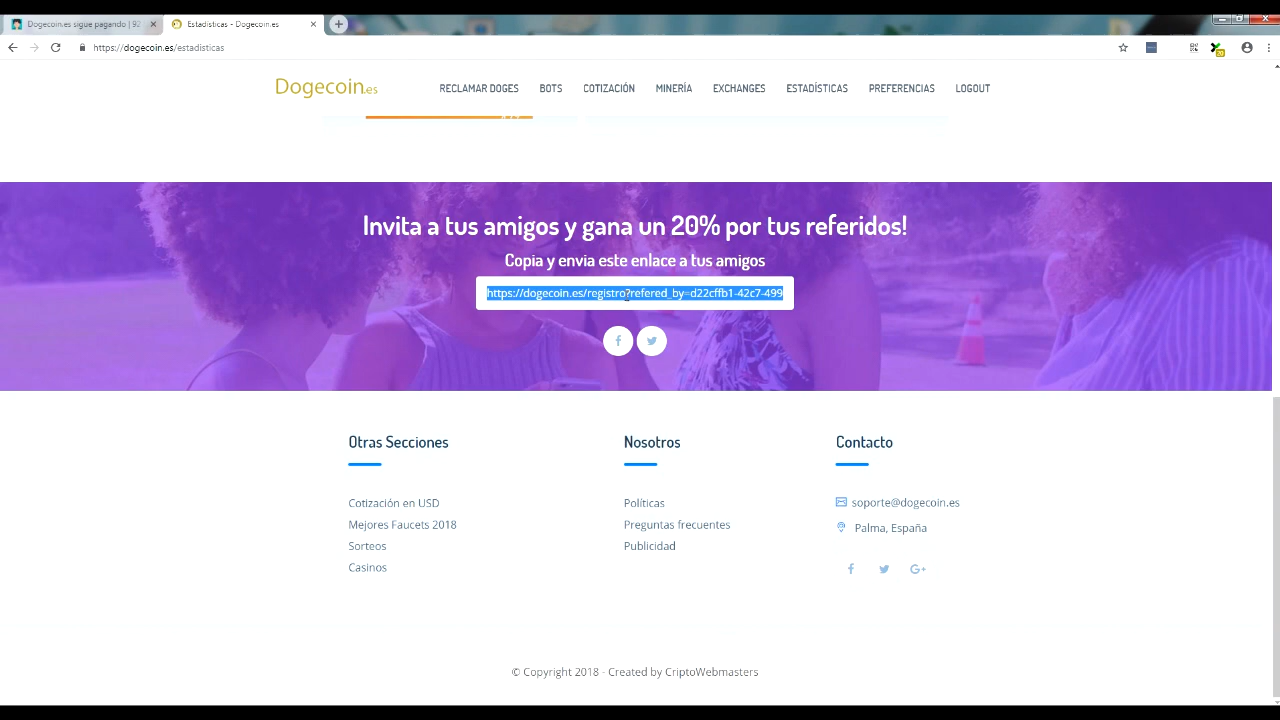 Dogecoin.es sigue pagando | 92
Estadisticas - Dogecoin.es
https://dogecoin.es/estadisticas
Dogecoin.es
RECLAMAR DOGES
BOTS
COTIZACIÓN
MINERÍA
EXCHANGES
ESTADÍSTICAS
PREFERENCIAS
LOGOUT
Invita a tus amigos y gana un 20% por tus referidos!
Copia y envia este enlace a tus amigos
https://dogecoin.es/registro?refered_by=d22cffb1-42c7-499
Otras Secciones
Cotización en USD
Mejores Faucets 2018
Sorteos
Casinos
Nosotros
Políticas
Preguntas frecuentes
Publicidad
Contacto
soporte@dogecoin.es
Palma, España
© Copyright 2018 - Created by CriptoWebmasters